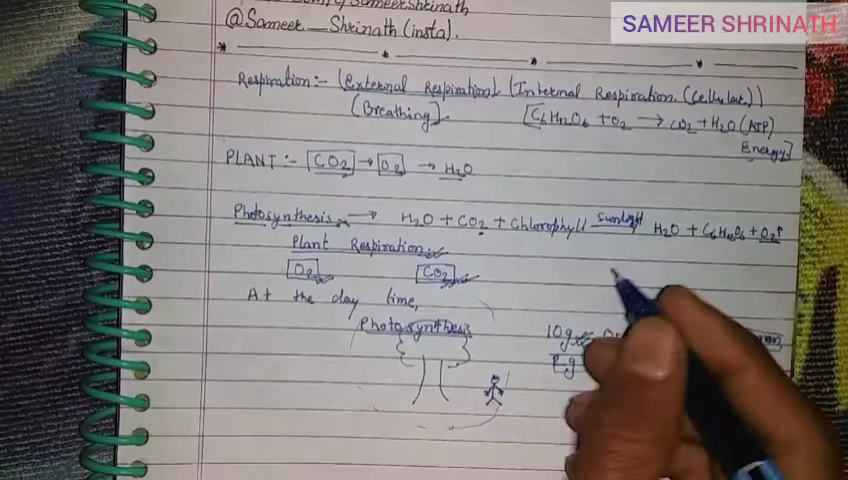 SAMEER SHRINATH
@Sameer_Shrinath (insta).
Respiration:- (External Respiration) (Internal Respiration (Cellular))
(Breathing). [C6H12O6 + O2 → CO2 + H2O (ATP)
Energy]
PLANT:- CO2 → O2 → H2O
Photosynthesis → H2O + CO2 + Chlorophyll Sunlight H2O + C6H12O6 + O2↑
Plant Respiration
O2 CO2
At the day time,
Photosynthesis
10g
2g